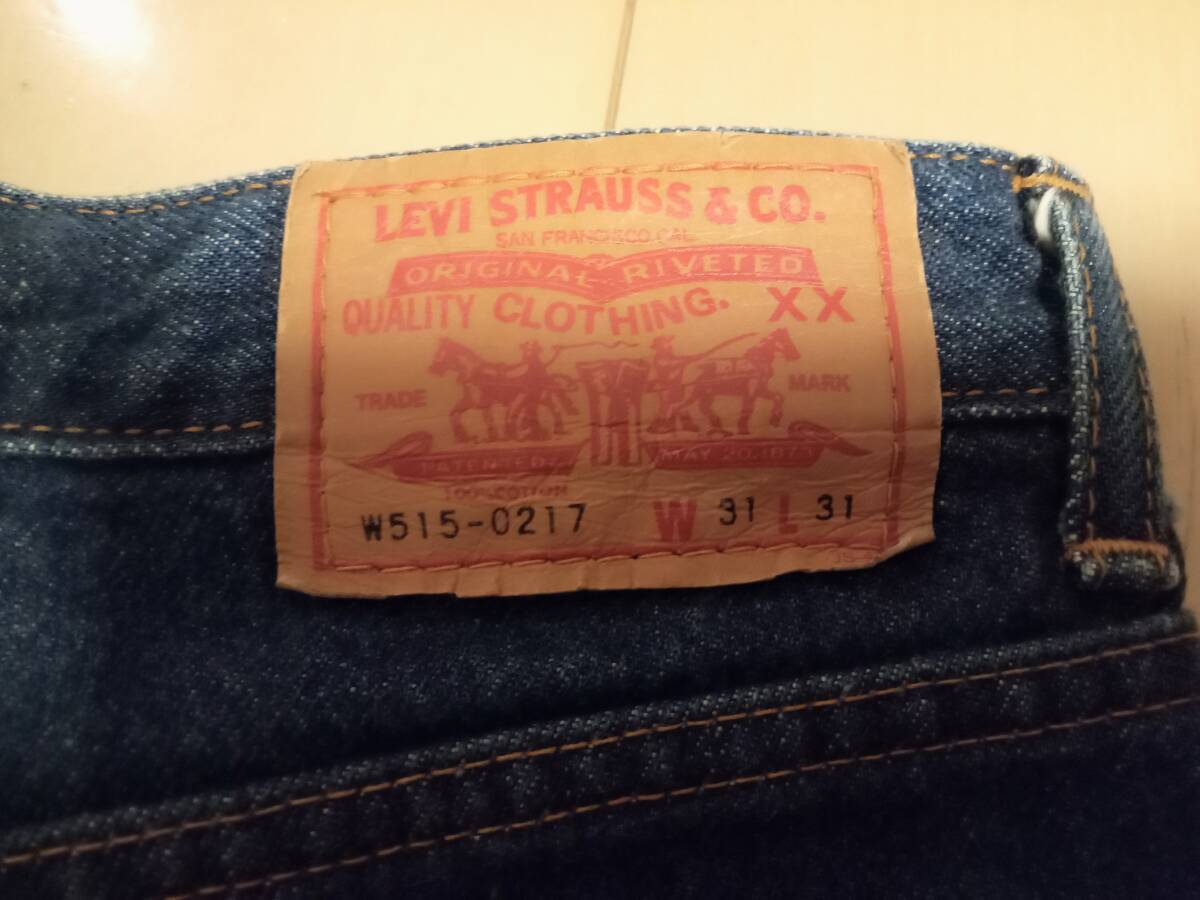 LEVI STRAUSS & CO.
SAN FRANCISCO CAL
ORIGINAL RIVETED
QUALITY CLOTHING. XX
TRADE MARK
PATENTED MAY 20 1873
100% COTTON
W515-0217 W 31 L 31